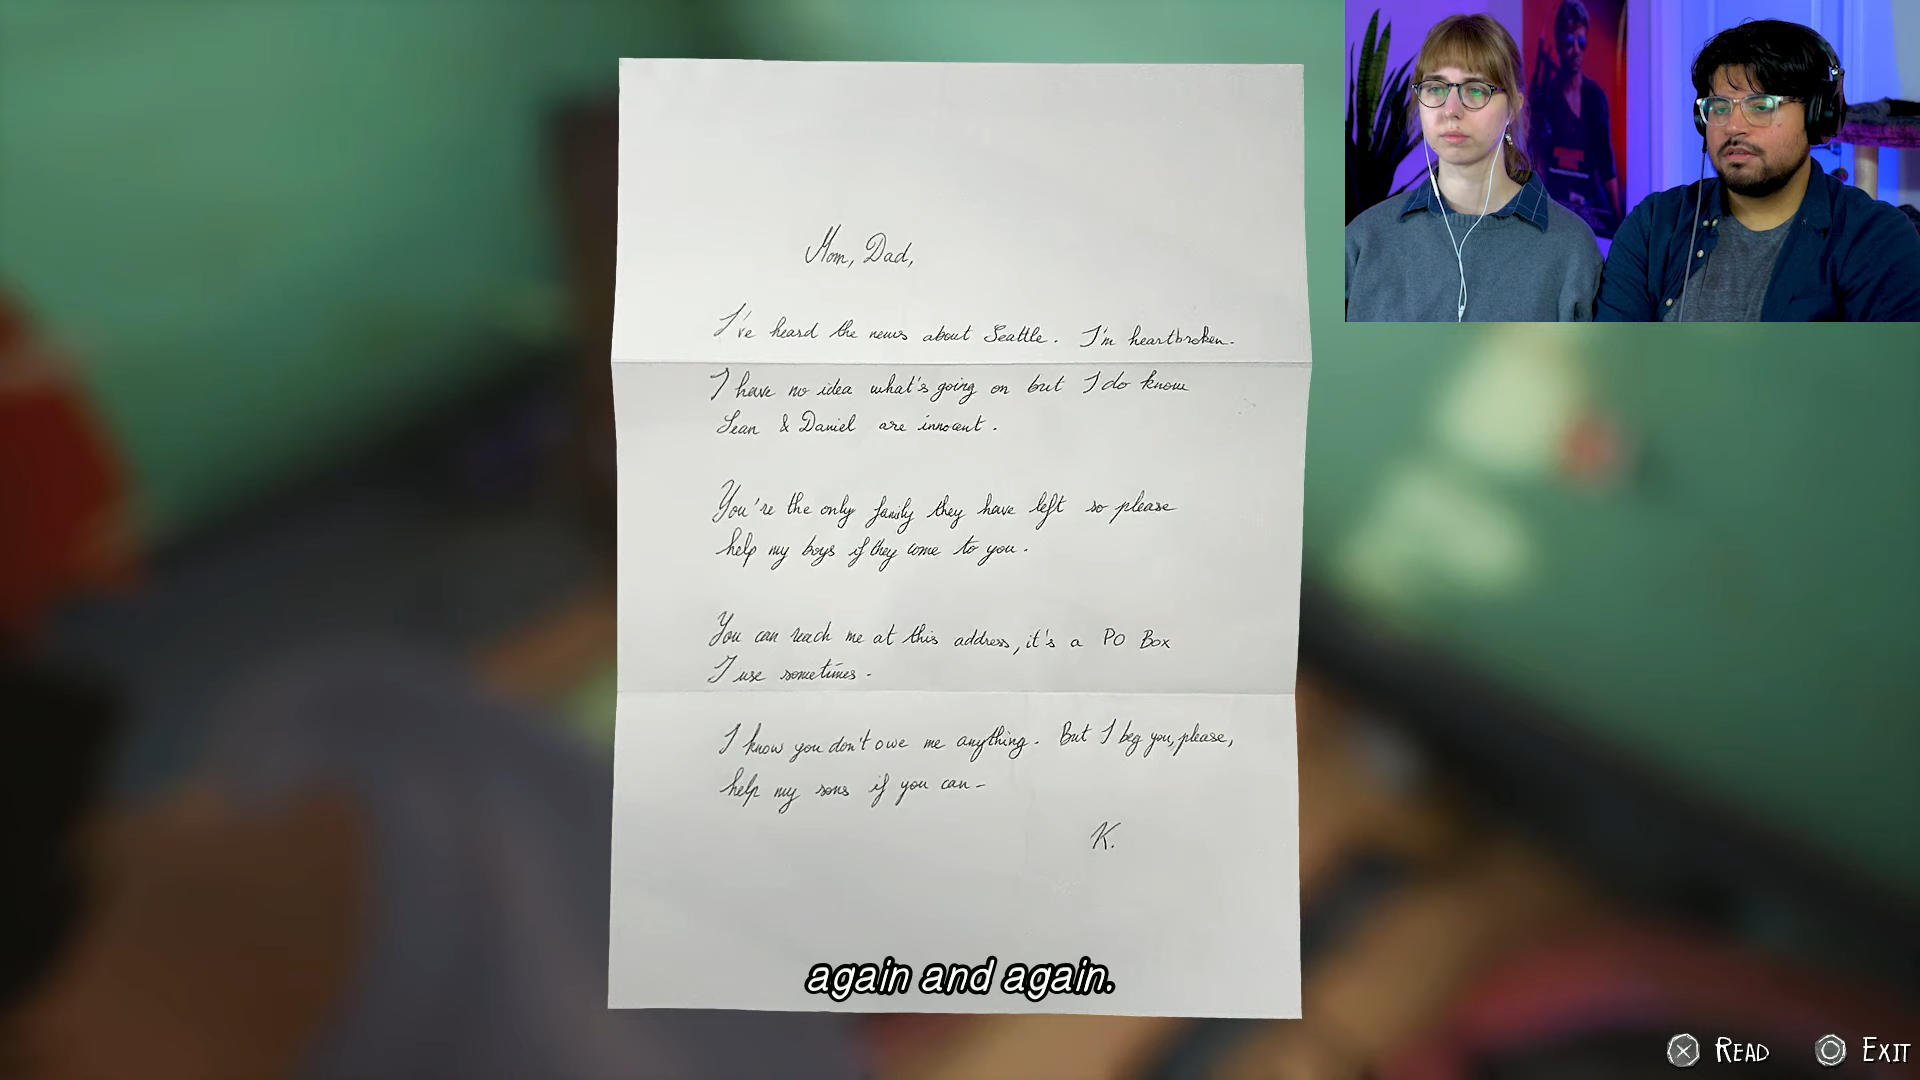 Mom, Dad,
I've heard the news about Seattle. I'm heartbroken.
I have no idea what's going on but I do know
Sean & Daniel are innocent.
You're the only family they have left so please
help my boys if they come to you.
You can reach me at this address, it's a PO Box
I use sometimes.
I know you don't owe me anything. But I beg you, please,
help my sons if you can-
K.
again and again.
READ
EXIT